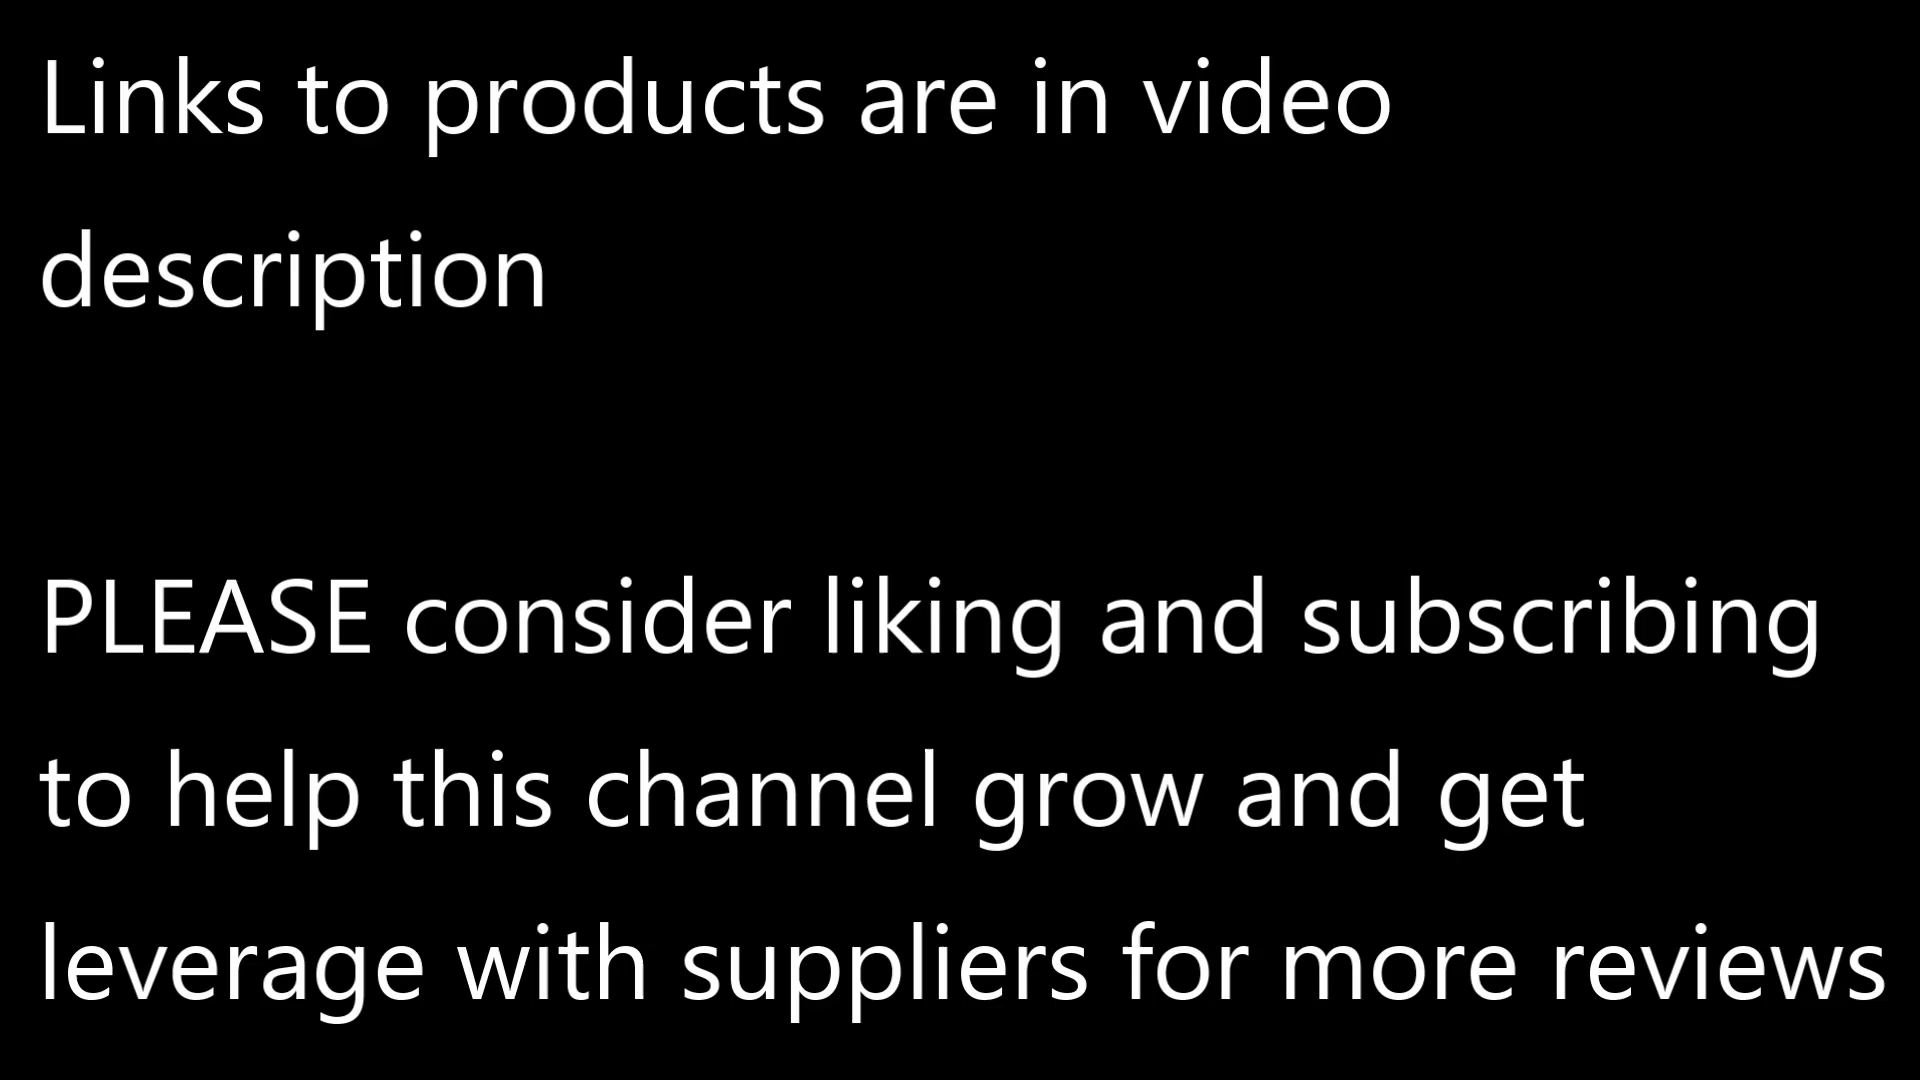 Links to products are in video
description
PLEASE consider liking and subscribing
to help this channel grow and get
leverage with suppliers for more reviews